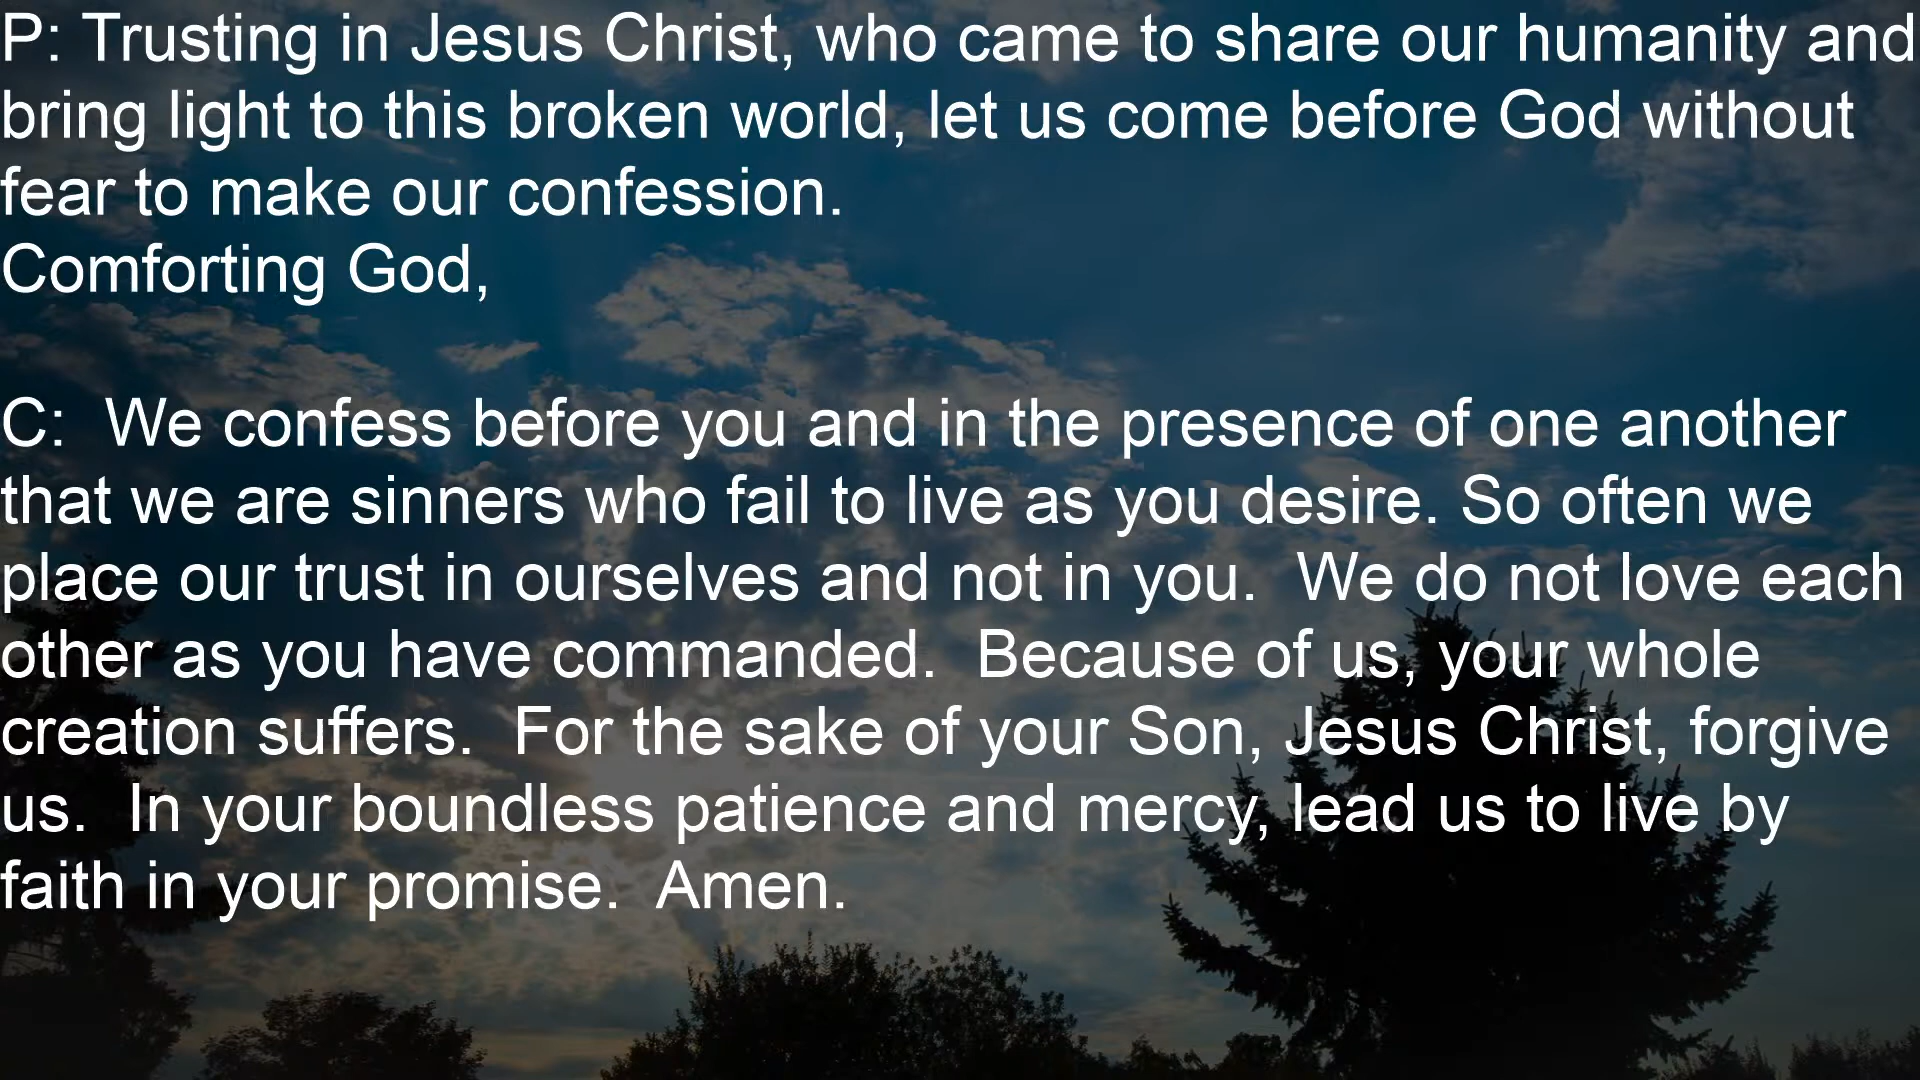 P: Trusting in Jesus Christ, who came to share our humanity and
bring light to this broken world, let us come before God without
fear to make our confession.
Comforting God,
C:  We confess before you and in the presence of one another
that we are sinners who fail to live as you desire. So often we
place our trust in ourselves and not in you.  We do not love each
other as you have commanded.  Because of us, your whole
creation suffers.  For the sake of your Son, Jesus Christ, forgive
us.  In your boundless patience and mercy, lead us to live by
faith in your promise.  Amen.